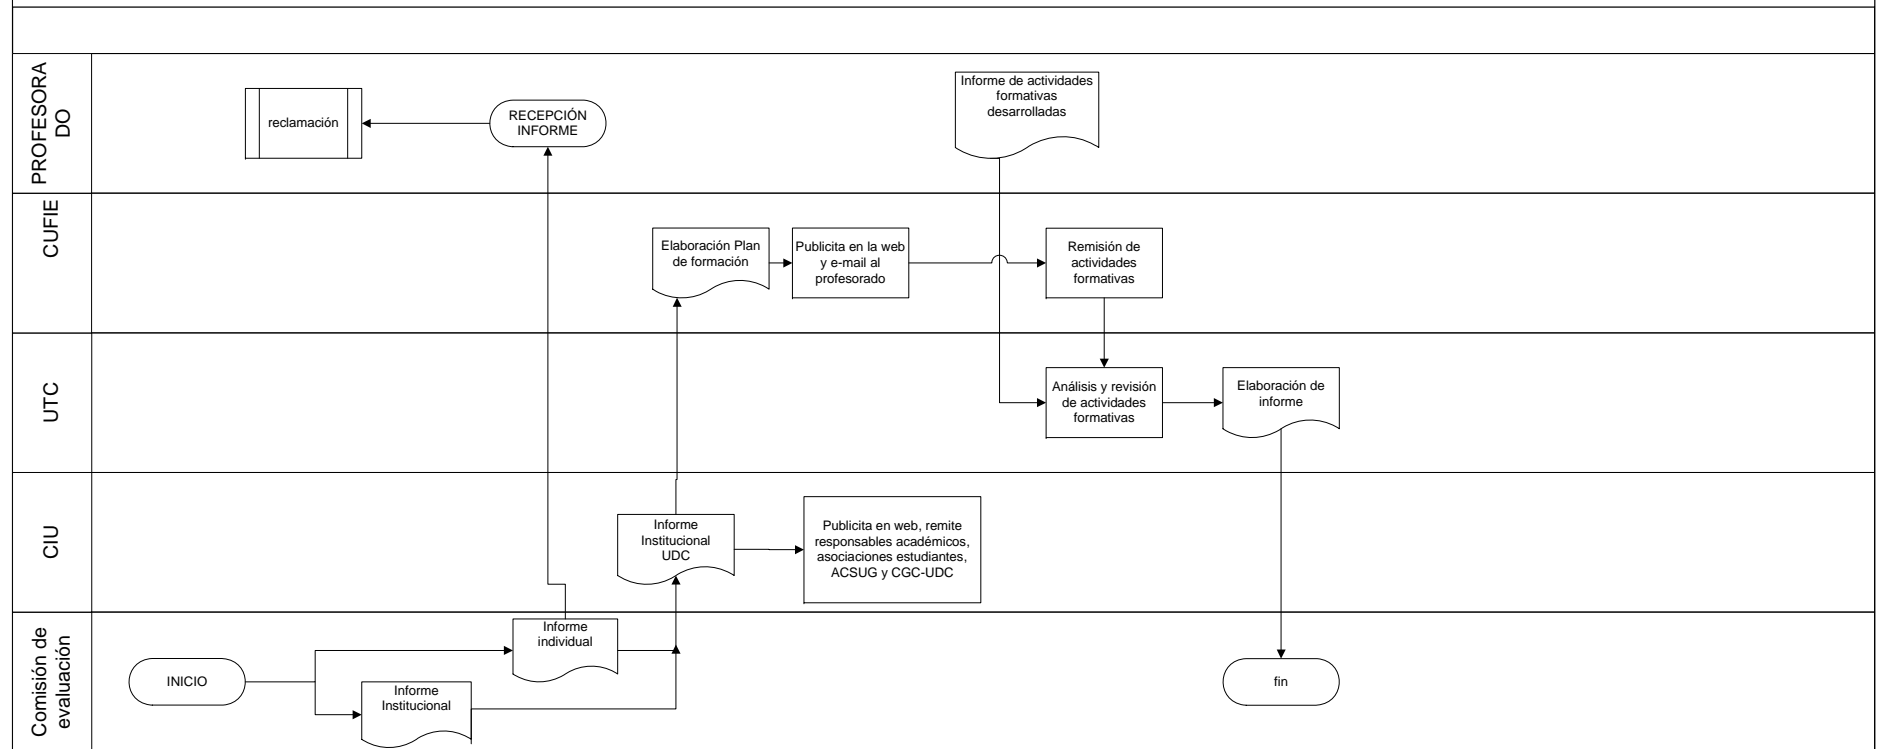 PROFESORA
DO
reclamación
RECEPCIÓN
INFORME
Informe de actividades
formativas
desarrolladas
CUFIE
Elaboración Plan
de formación
Publicita en la web
y e-mail al
profesorado
Remisión de
actividades
formativas
UTC
Análisis y revisión
de actividades
formativas
Elaboración de
informe
CIU
Informe
Institucional
UDC
Publicita en web, remite
responsables académicos,
asociaciones estudiantes,
ACSUG y CGC-UDC
Comisión de
evaluación
INICIO
Informe
individual
Informe
Institucional
fin